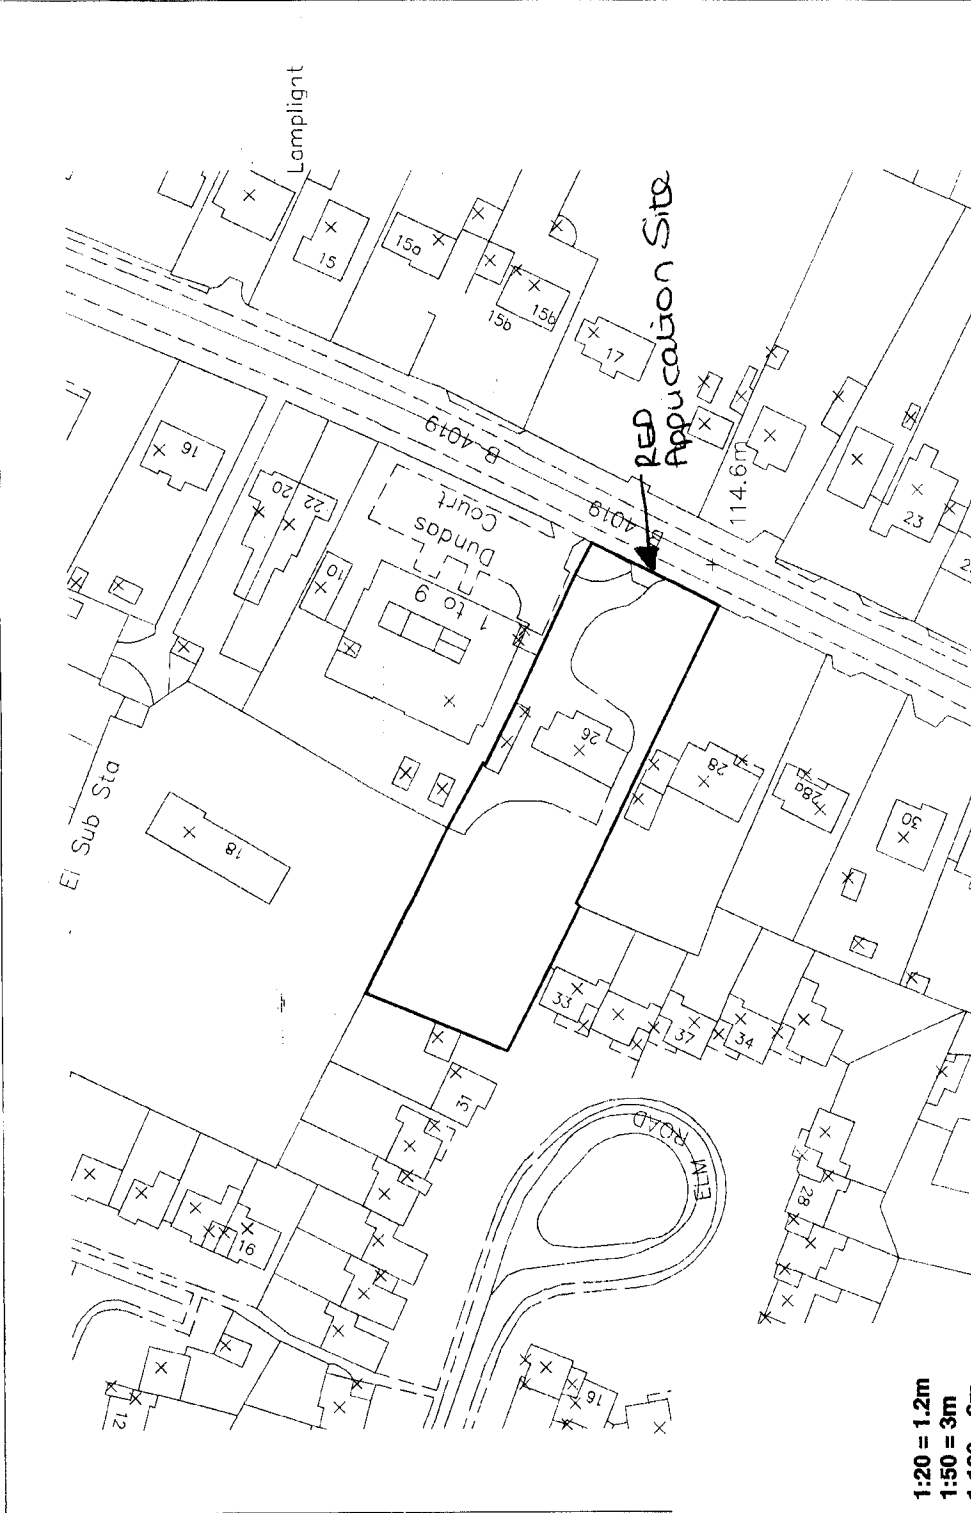 Lamplight
15
15a
15b
15b
17
16
20
22
B 4019
RED
Application Site
Dundas
Court
10
1 to 9
B 4019
114.6m
23
26
El Sub Sta
18
28
28a
30
33
37
34
31
ELM ROAD
16
28
12
16
1:20 = 1.2m
1:50 = 3m